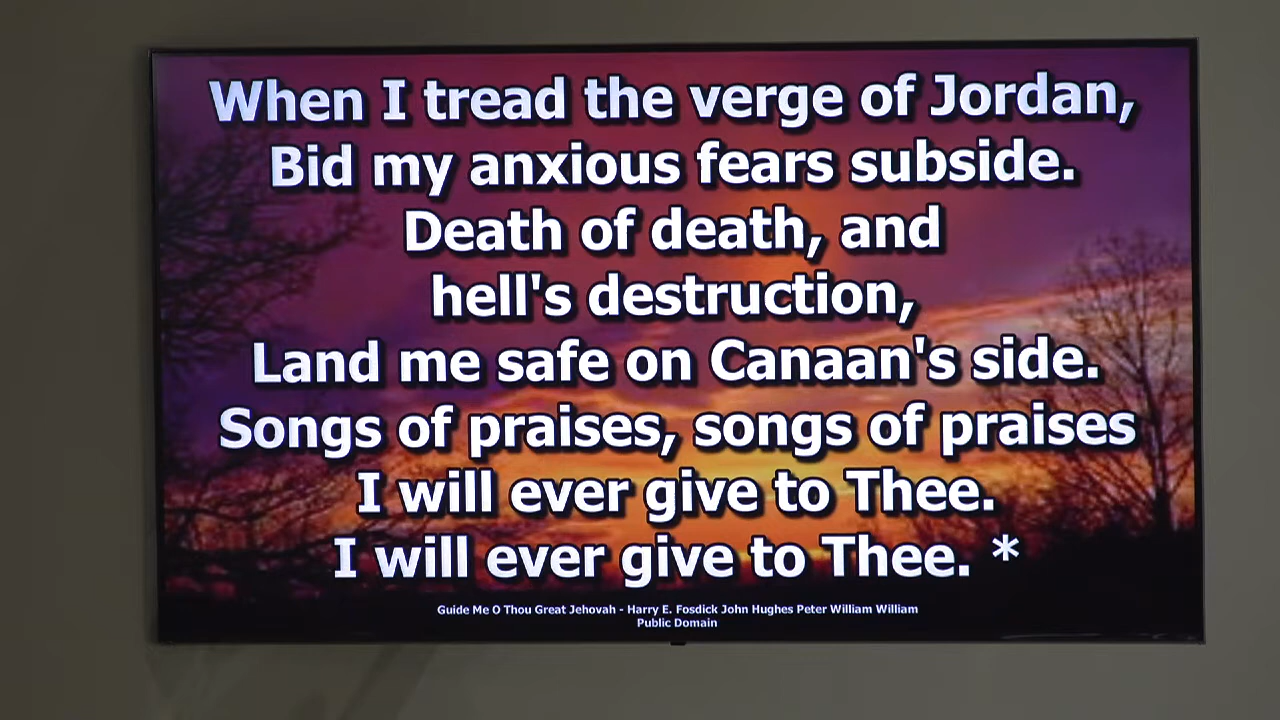 When I tread the verge of Jordan,
Bid my anxious fears subside.
Death of death, and
hell's destruction,
Land me safe on Canaan's side.
Songs of praises, songs of praises
I will ever give to Thee.
I will ever give to Thee. *
Guide Me O Thou Great Jehovah - Harry E. Fosdick John Hughes Peter William William
Public Domain